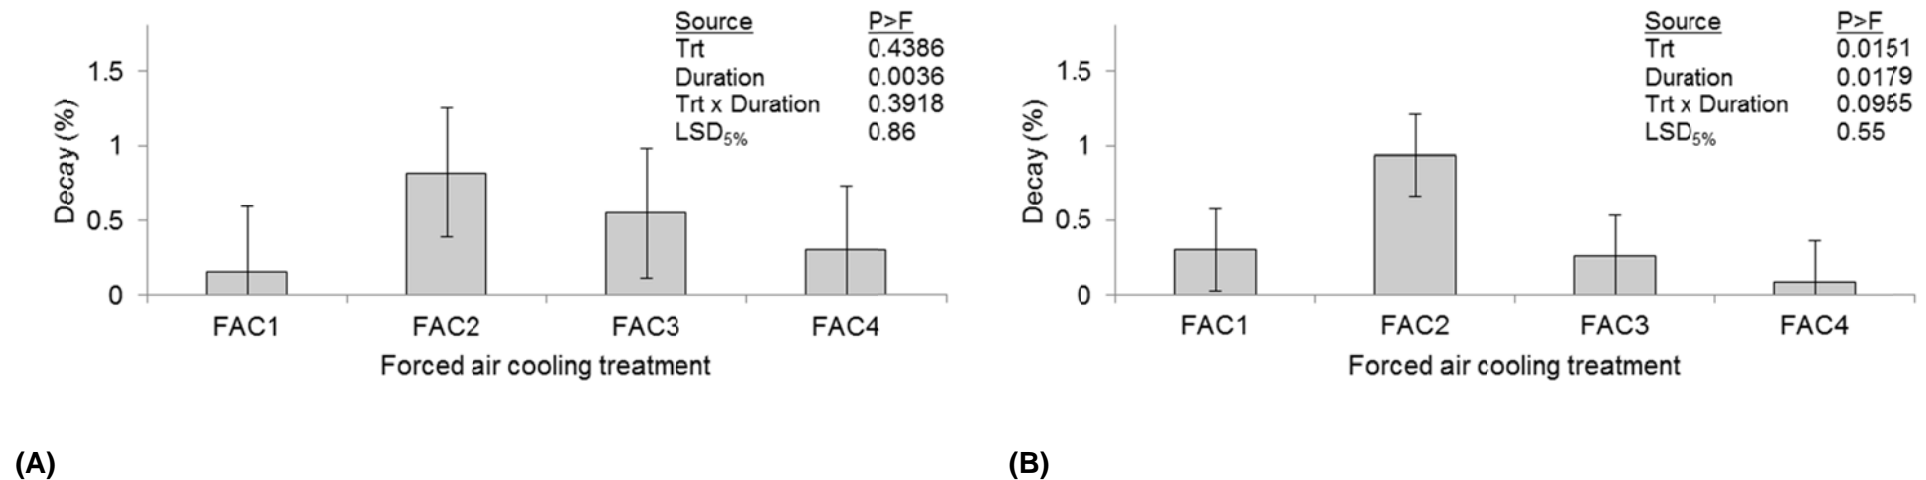 Source P>F
Trt 0.4386
Duration 0.0036
Trt x Duration 0.3918
LSD5% 0.86
Decay (%)
1.5
1
0.5
0
FAC1 FAC2 FAC3 FAC4
Forced air cooling treatment
(A)
Source P>F
Trt 0.0151
Duration 0.0179
Trt x Duration 0.0955
LSD5% 0.55
Decay (%)
1.5
1
0.5
0
FAC1 FAC2 FAC3 FAC4
Forced air cooling treatment
(B)